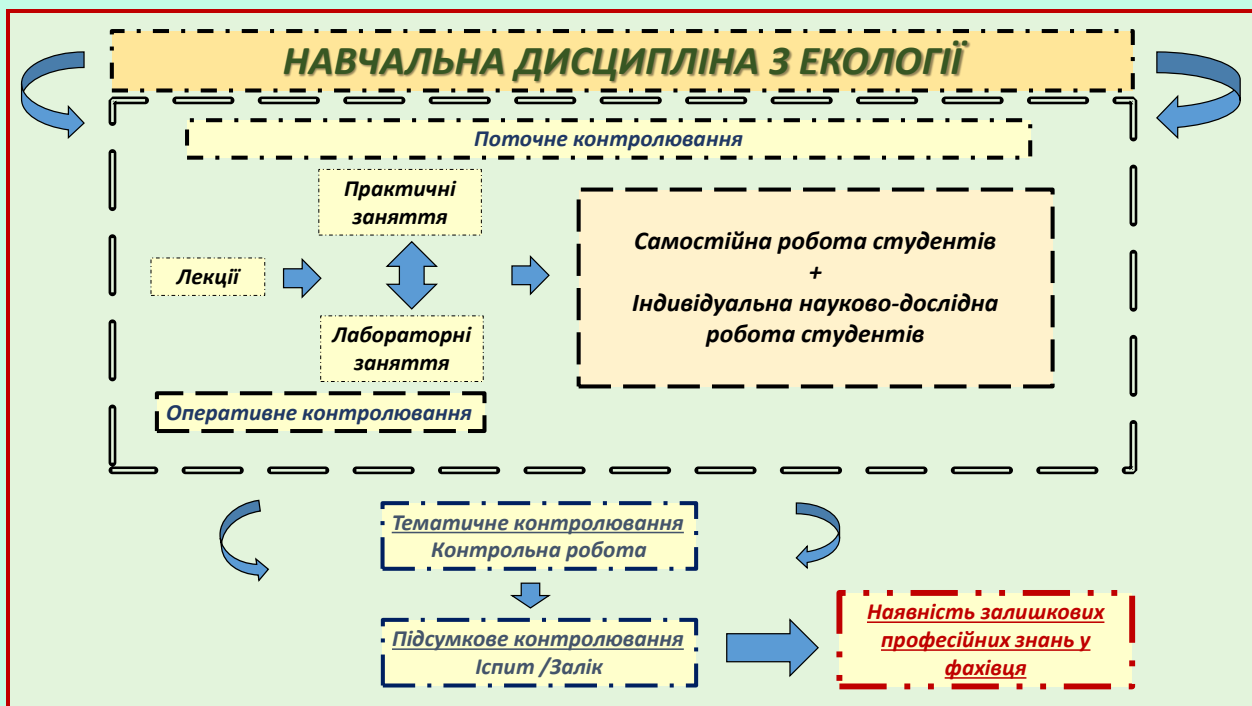 НАВЧАЛЬНА ДИСЦИПЛІНА З ЕКОЛОГІЇ
Поточне контролювання
Практичні
заняття
Лекції
Лабораторні
заняття
Самостійна робота студентів
+
Індивідуальна науково-дослідна
робота студентів
Оперативне контролювання
Тематичне контролювання
Контрольна робота
Підсумкове контролювання
Іспит /Залік
Наявність залишкових
професійних знань у
фахівця